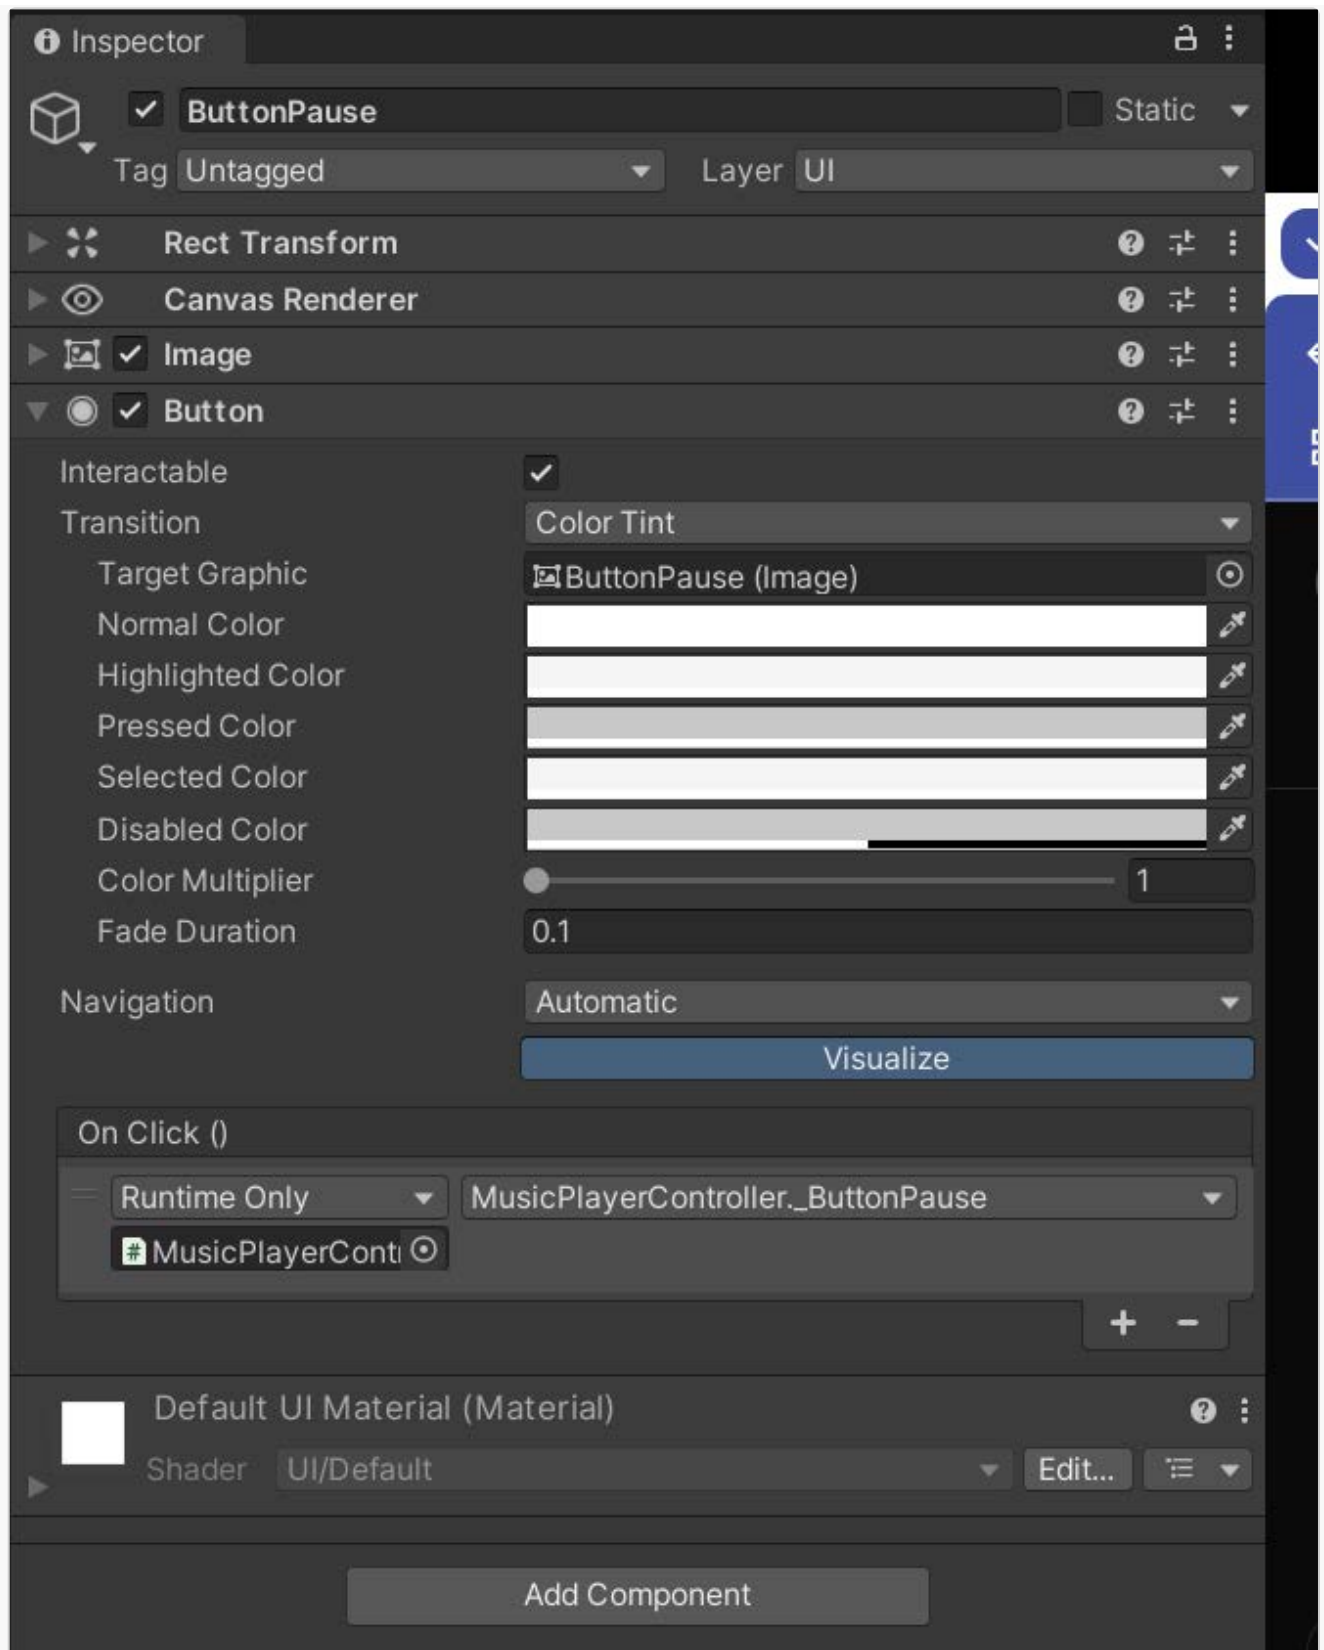 Inspector
ButtonPause Static
Tag Untagged Layer UI
Rect Transform
Canvas Renderer
Image
Button
Interactable
Transition Color Tint
Target Graphic ButtonPause (Image)
Normal Color
Highlighted Color
Pressed Color
Selected Color
Disabled Color
Color Multiplier 1
Fade Duration 0.1
Navigation Automatic
Visualize
On Click ()
Runtime Only MusicPlayerController._ButtonPause
# MusicPlayerCont
Default UI Material (Material)
Shader UI/Default Edit...
Add Component